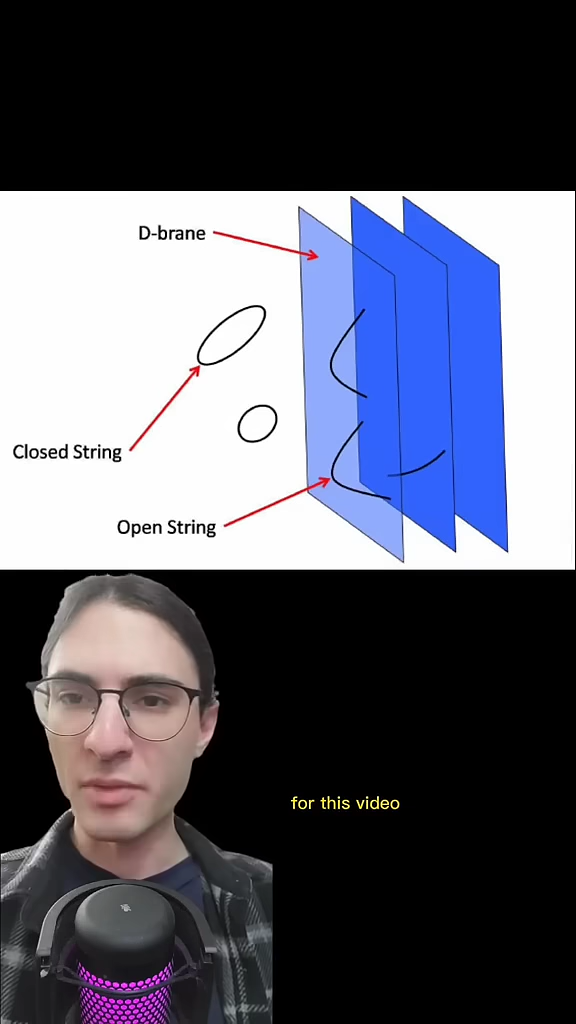 D-brane
Closed String
Open String
for this video